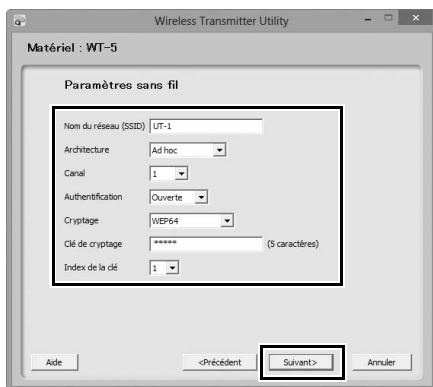 Wireless Transmitter Utility
Matériel : WT-5
Paramètres sans fil
Nom du réseau (SSID) UT-1
Architecture Ad hoc
Canal 1
Authentification Ouverte
Cryptage WEP64
Clé de cryptage ***** (5 caractères)
Index de la clé 1
Aide <Précédent Suivant> Annuler